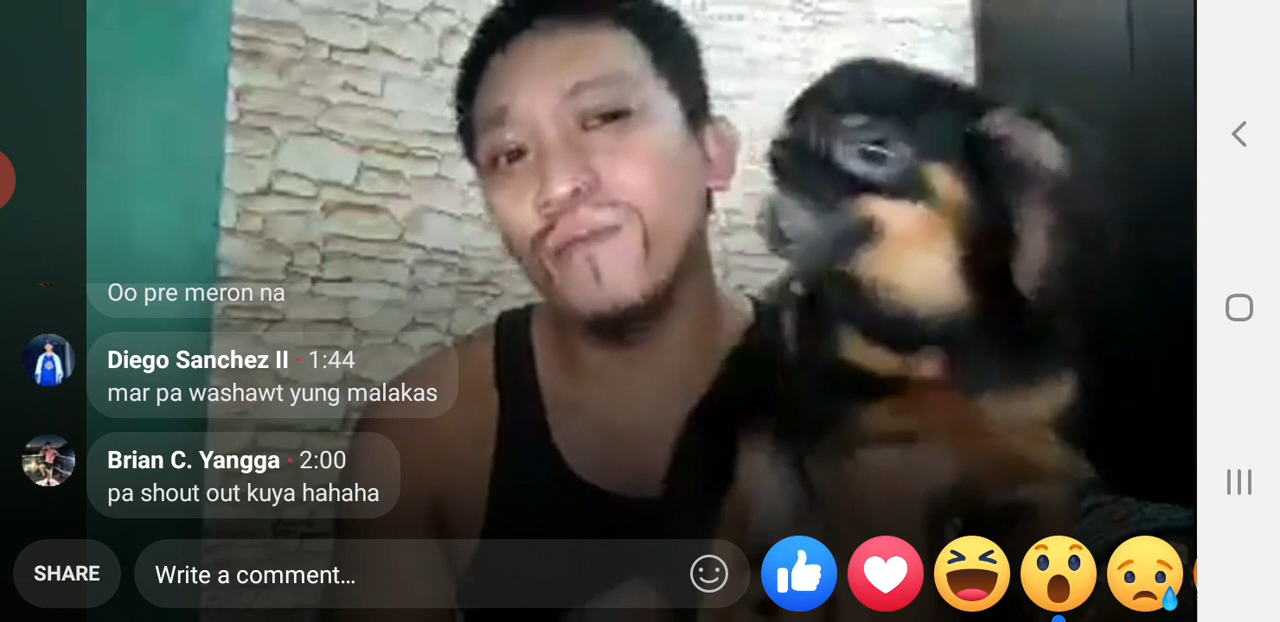 Oo pre meron na
Diego Sanchez II · 1:44
mar pa washawt yung malakas
Brian C. Yangga · 2:00
pa shout out kuya hahaha
SHARE
Write a comment...